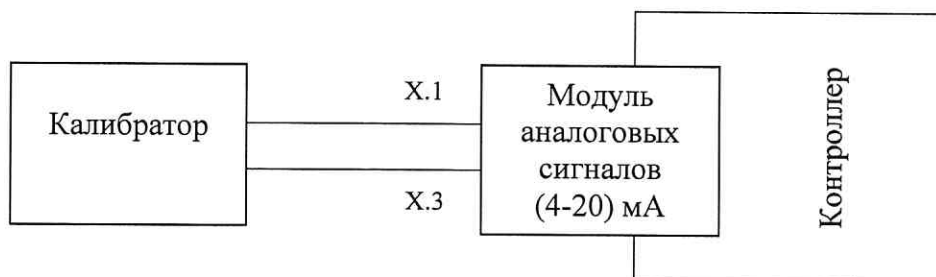 Калибратор
X.1
X.3
Модуль
аналоговых
сигналов
(4-20) мА
Контроллер